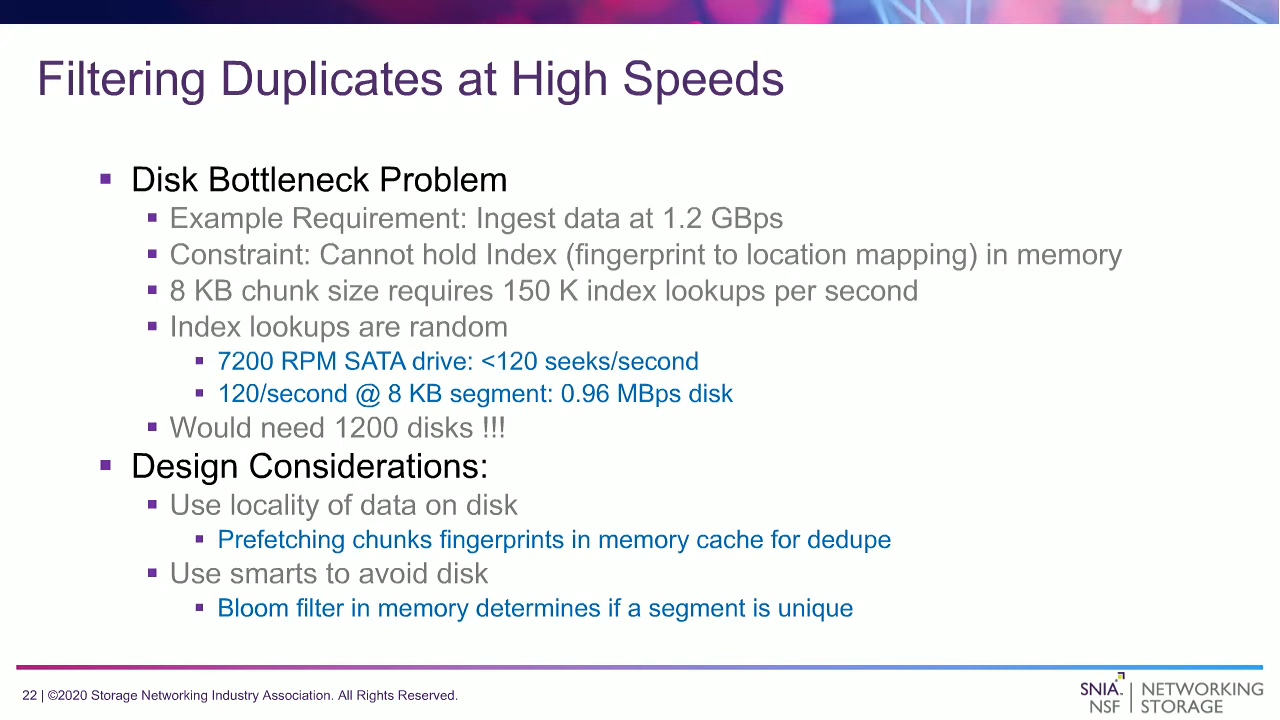 Filtering Duplicates at High Speeds
▪ Disk Bottleneck Problem
▪ Example Requirement: Ingest data at 1.2 GBps
▪ Constraint: Cannot hold Index (fingerprint to location mapping) in memory
▪ 8 KB chunk size requires 150 K index lookups per second
▪ Index lookups are random
▪ 7200 RPM SATA drive: <120 seeks/second
▪ 120/second @ 8 KB segment: 0.96 MBps disk
▪ Would need 1200 disks !!!
▪ Design Considerations:
▪ Use locality of data on disk
▪ Prefetching chunks fingerprints in memory cache for dedupe
▪ Use smarts to avoid disk
▪ Bloom filter in memory determines if a segment is unique
22 | ©2020 Storage Networking Industry Association. All Rights Reserved.
SNIA. | NETWORKING
NSF | STORAGE